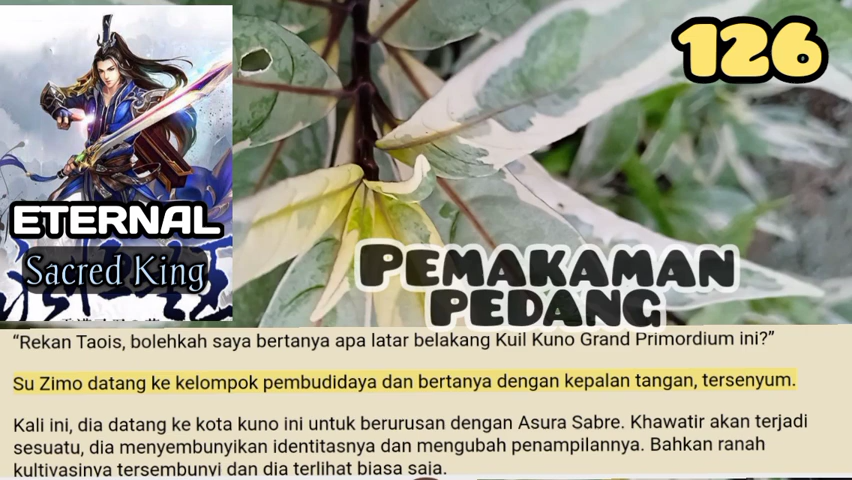 126
ETERNAL
Sacred King
PEMAKAMAN
PEDANG
“Rekan Taois, bolehkah saya bertanya apa latar belakang Kuil Kuno Grand Primordium ini?”
Su Zimo datang ke kelompok pembudidaya dan bertanya dengan kepalan tangan, tersenyum.
Kali ini, dia datang ke kota kuno ini untuk berurusan dengan Asura Sabre. Khawatir akan terjadi
sesuatu, dia menyembunyikan identitasnya dan mengubah penampilannya. Bahkan ranah
kultivasinya tersembunyi dan dia terlihat biasa saja.